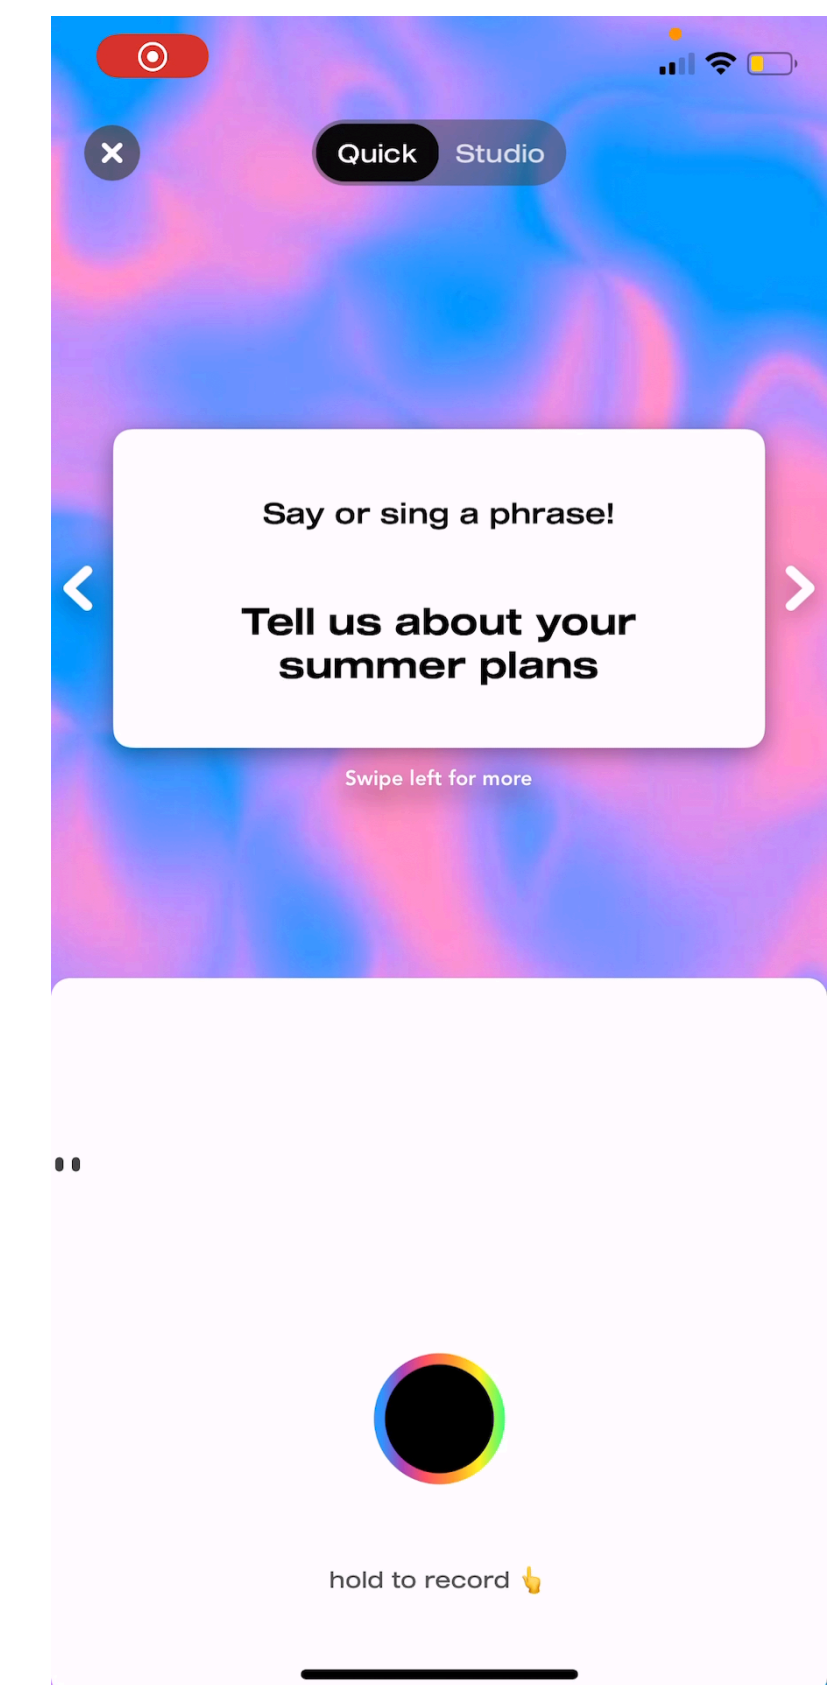 Quick Studio
Say or sing a phrase!
Tell us about your
summer plans
Swipe left for more
hold to record 👆